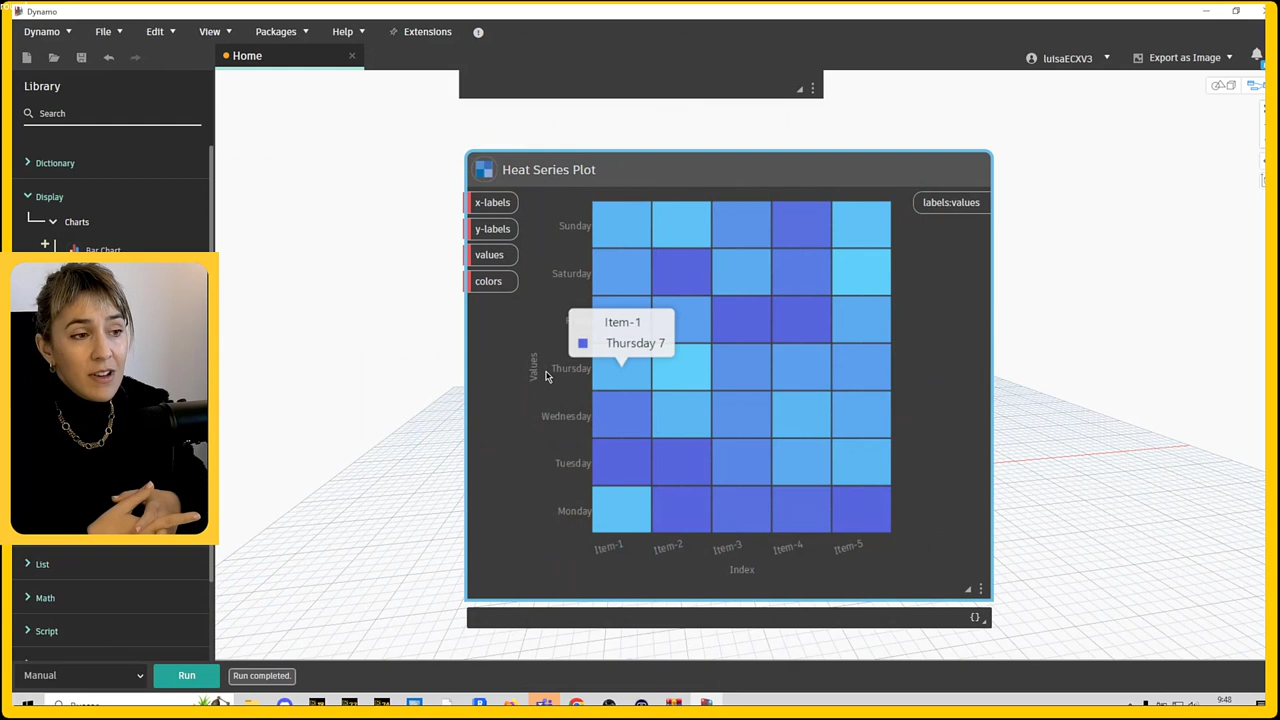 Dynamo
Dynamo File Edit View Packages Help Extensions
Home
luisaECXV3 Export as Image
Library
Search
Dictionary
Display
Charts
Bar Chart
List
Math
Script
Heat Series Plot
x-labels
y-labels
values
colors
labels:values
Sunday
Saturday
Item-1
Thursday 7
Thursday
Wednesday
Tuesday
Monday
Values
Item-1 Item-2 Item-3 Item-4 Item-5
Index
{}
Manual Run Run completed.
9:48